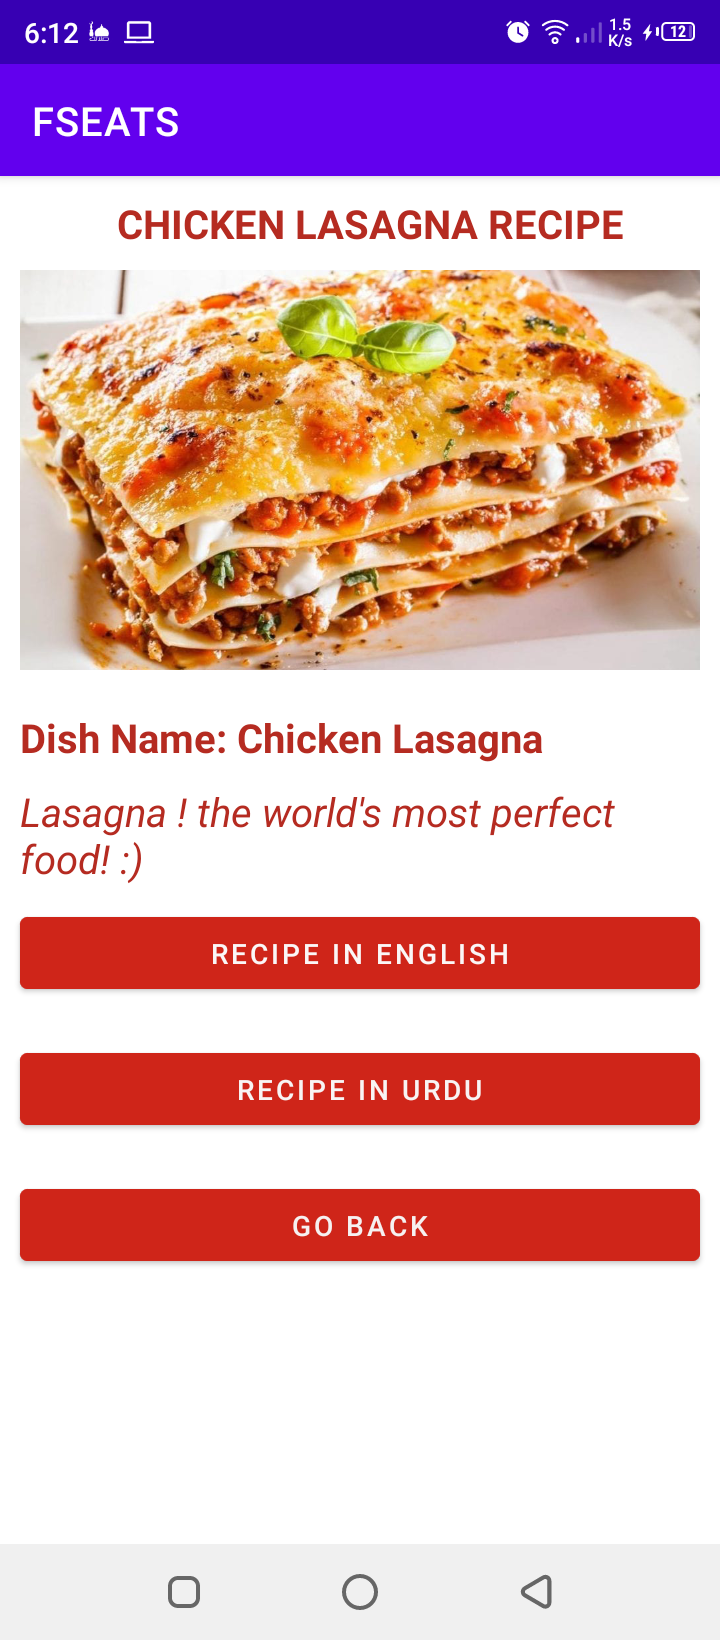 6:12
1.5
K/s
12
FSEATS
CHICKEN LASAGNA RECIPE
Dish Name: Chicken Lasagna
Lasagna ! the world's most perfect
food! :)
RECIPE IN ENGLISH
RECIPE IN URDU
GO BACK